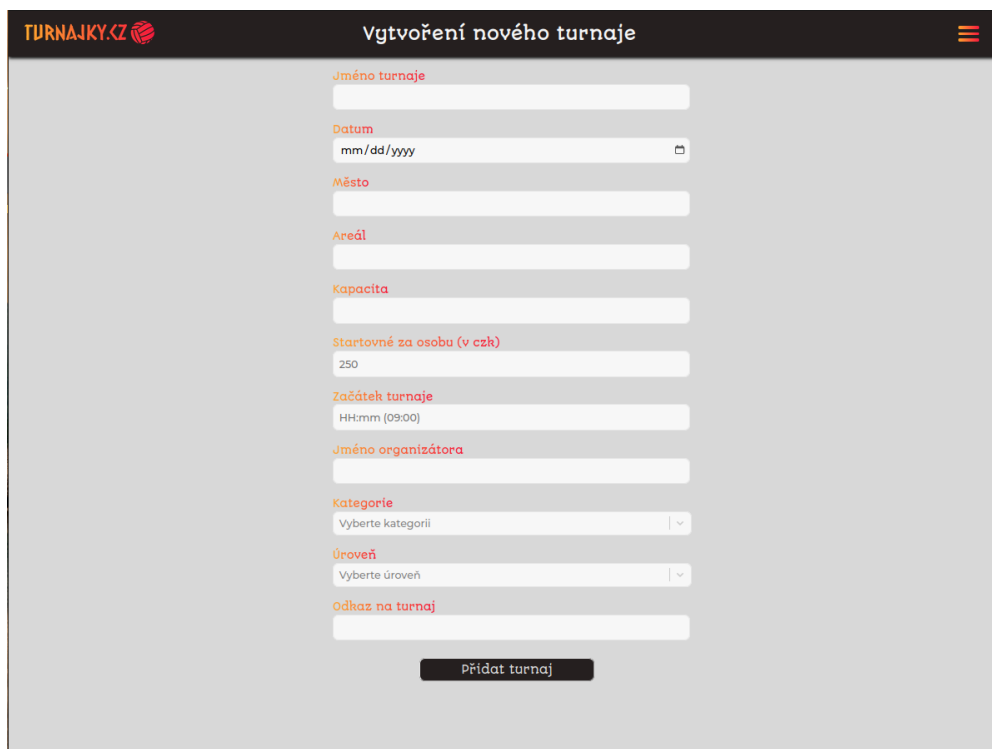 TURNAJKY.CZ
Vytvoření nového turnaje
Jméno turnaje
Datum
mm/dd/yyyy
Město
Areál
Kapacita
Startovné za osobu (v czk)
250
Začátek turnaje
HH:mm (09:00)
Jméno organizátora
Kategorie
Vyberte kategorii
Úroveň
Vyberte úroveň
Odkaz na turnaj
Přidat turnaj